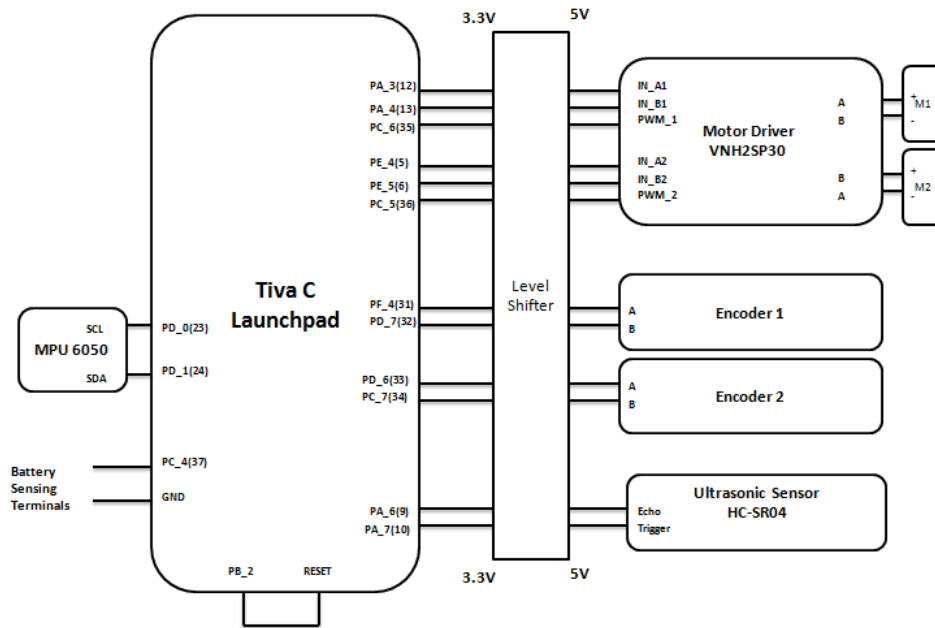 3.3V
5V
PA_3(12)
PA_4(13)
PC_6(35)
PE_4(5)
PE_5(6)
PC_5(36)
IN_A1
IN_B1
PWM_1
IN_A2
IN_B2
PWM_2
Motor Driver
VNH2SP30
A
B
B
A
+
M1
-
+
M2
-
Tiva C
Launchpad
Level
Shifter
PF_4(31)
PD_7(32)
A
B
Encoder 1
PD_6(33)
PC_7(34)
A
B
Encoder 2
SCL
MPU 6050
SDA
PD_0(23)
PD_1(24)
Battery
Sensing
Terminals
PC_4(37)
GND
PA_6(9)
PA_7(10)
Ultrasonic Sensor
HC-SR04
Echo
Trigger
PB_2
RESET
3.3V
5V